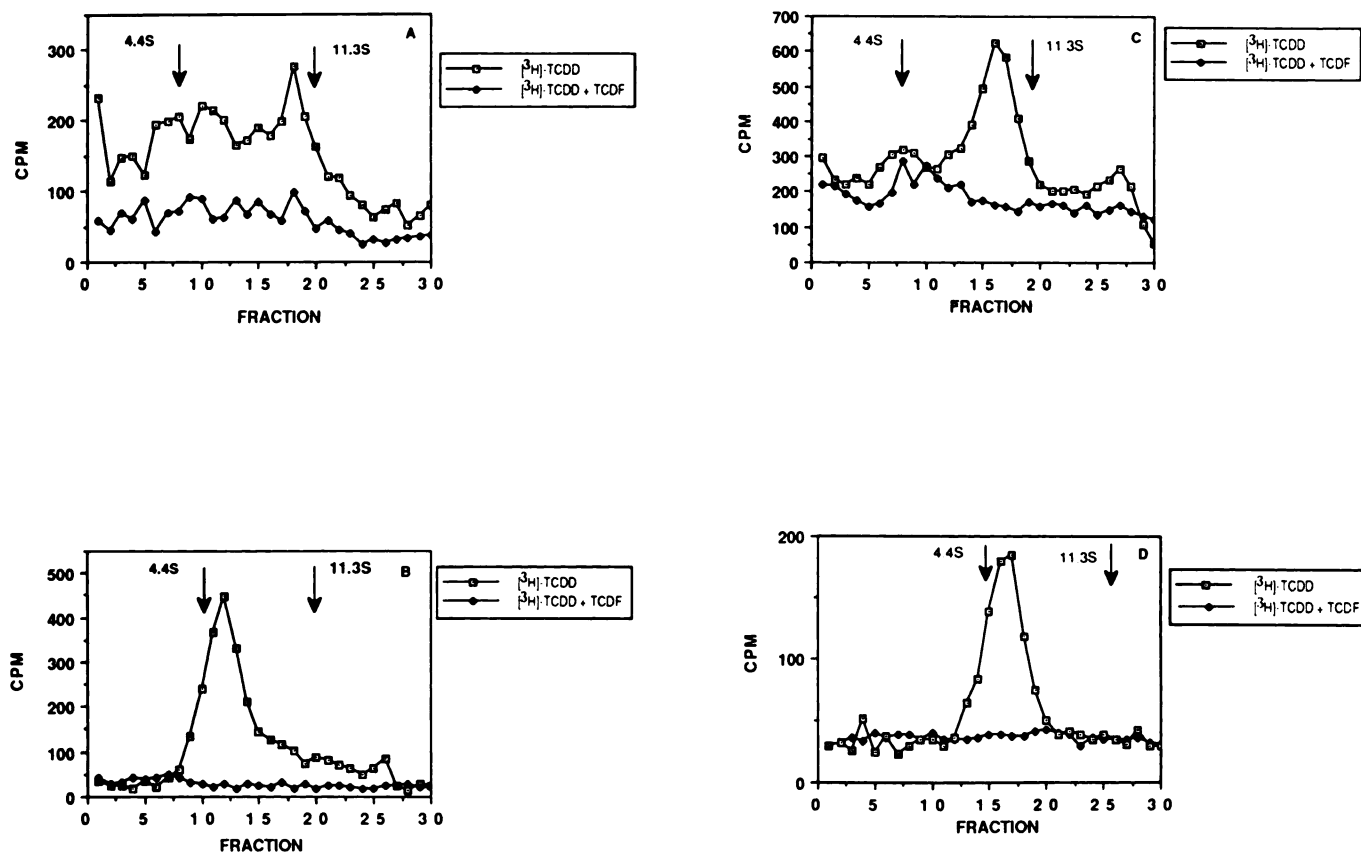 A
4.4S
11.3S
[3H]·TCDD
[3H]·TCDD + TCDF
CPM
350
300
250
200
150
100
50
0
0 5 10 15 20 25 30
FRACTION
C
4 4S
11 3S
[3H]·TCDD
[3H]·TCDD + TCDF
CPM
700
600
500
400
300
200
100
0
0 5 10 15 20 25 30
FRACTION
B
4.4S
11.3S
[3H]·TCDD
[3H]·TCDD + TCDF
CPM
500
400
300
200
100
0
0 5 10 15 20 25 30
FRACTION
D
4 4S
11 3S
[3H]·TCDD
[3H]·TCDD + TCDF
CPM
200
100
0
0 5 10 15 20 25 30
FRACTION